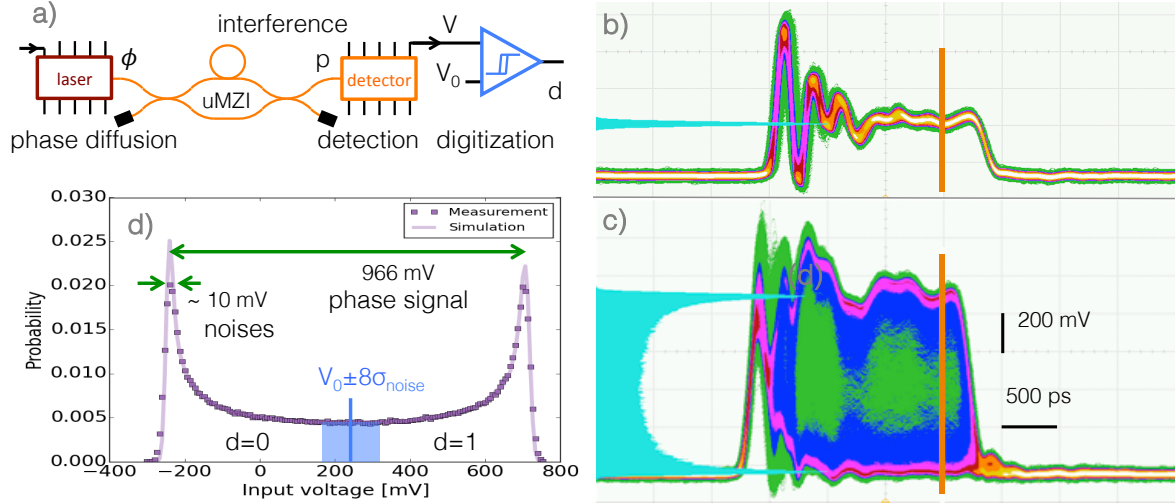 a)
interference
ϕ
laser
uMZI
p
detector
V
V0
d
phase diffusion
detection
digitization
b)
c)
(d)
200 mV
500 ps
d)
Measurement
Simulation
966 mV
phase signal
~ 10 mV
noises
V0±8σnoise
d=0
d=1
Probability
0.030
0.025
0.020
0.015
0.010
0.005
0.000
−400
−200
0
200
400
600
800
Input voltage [mV]